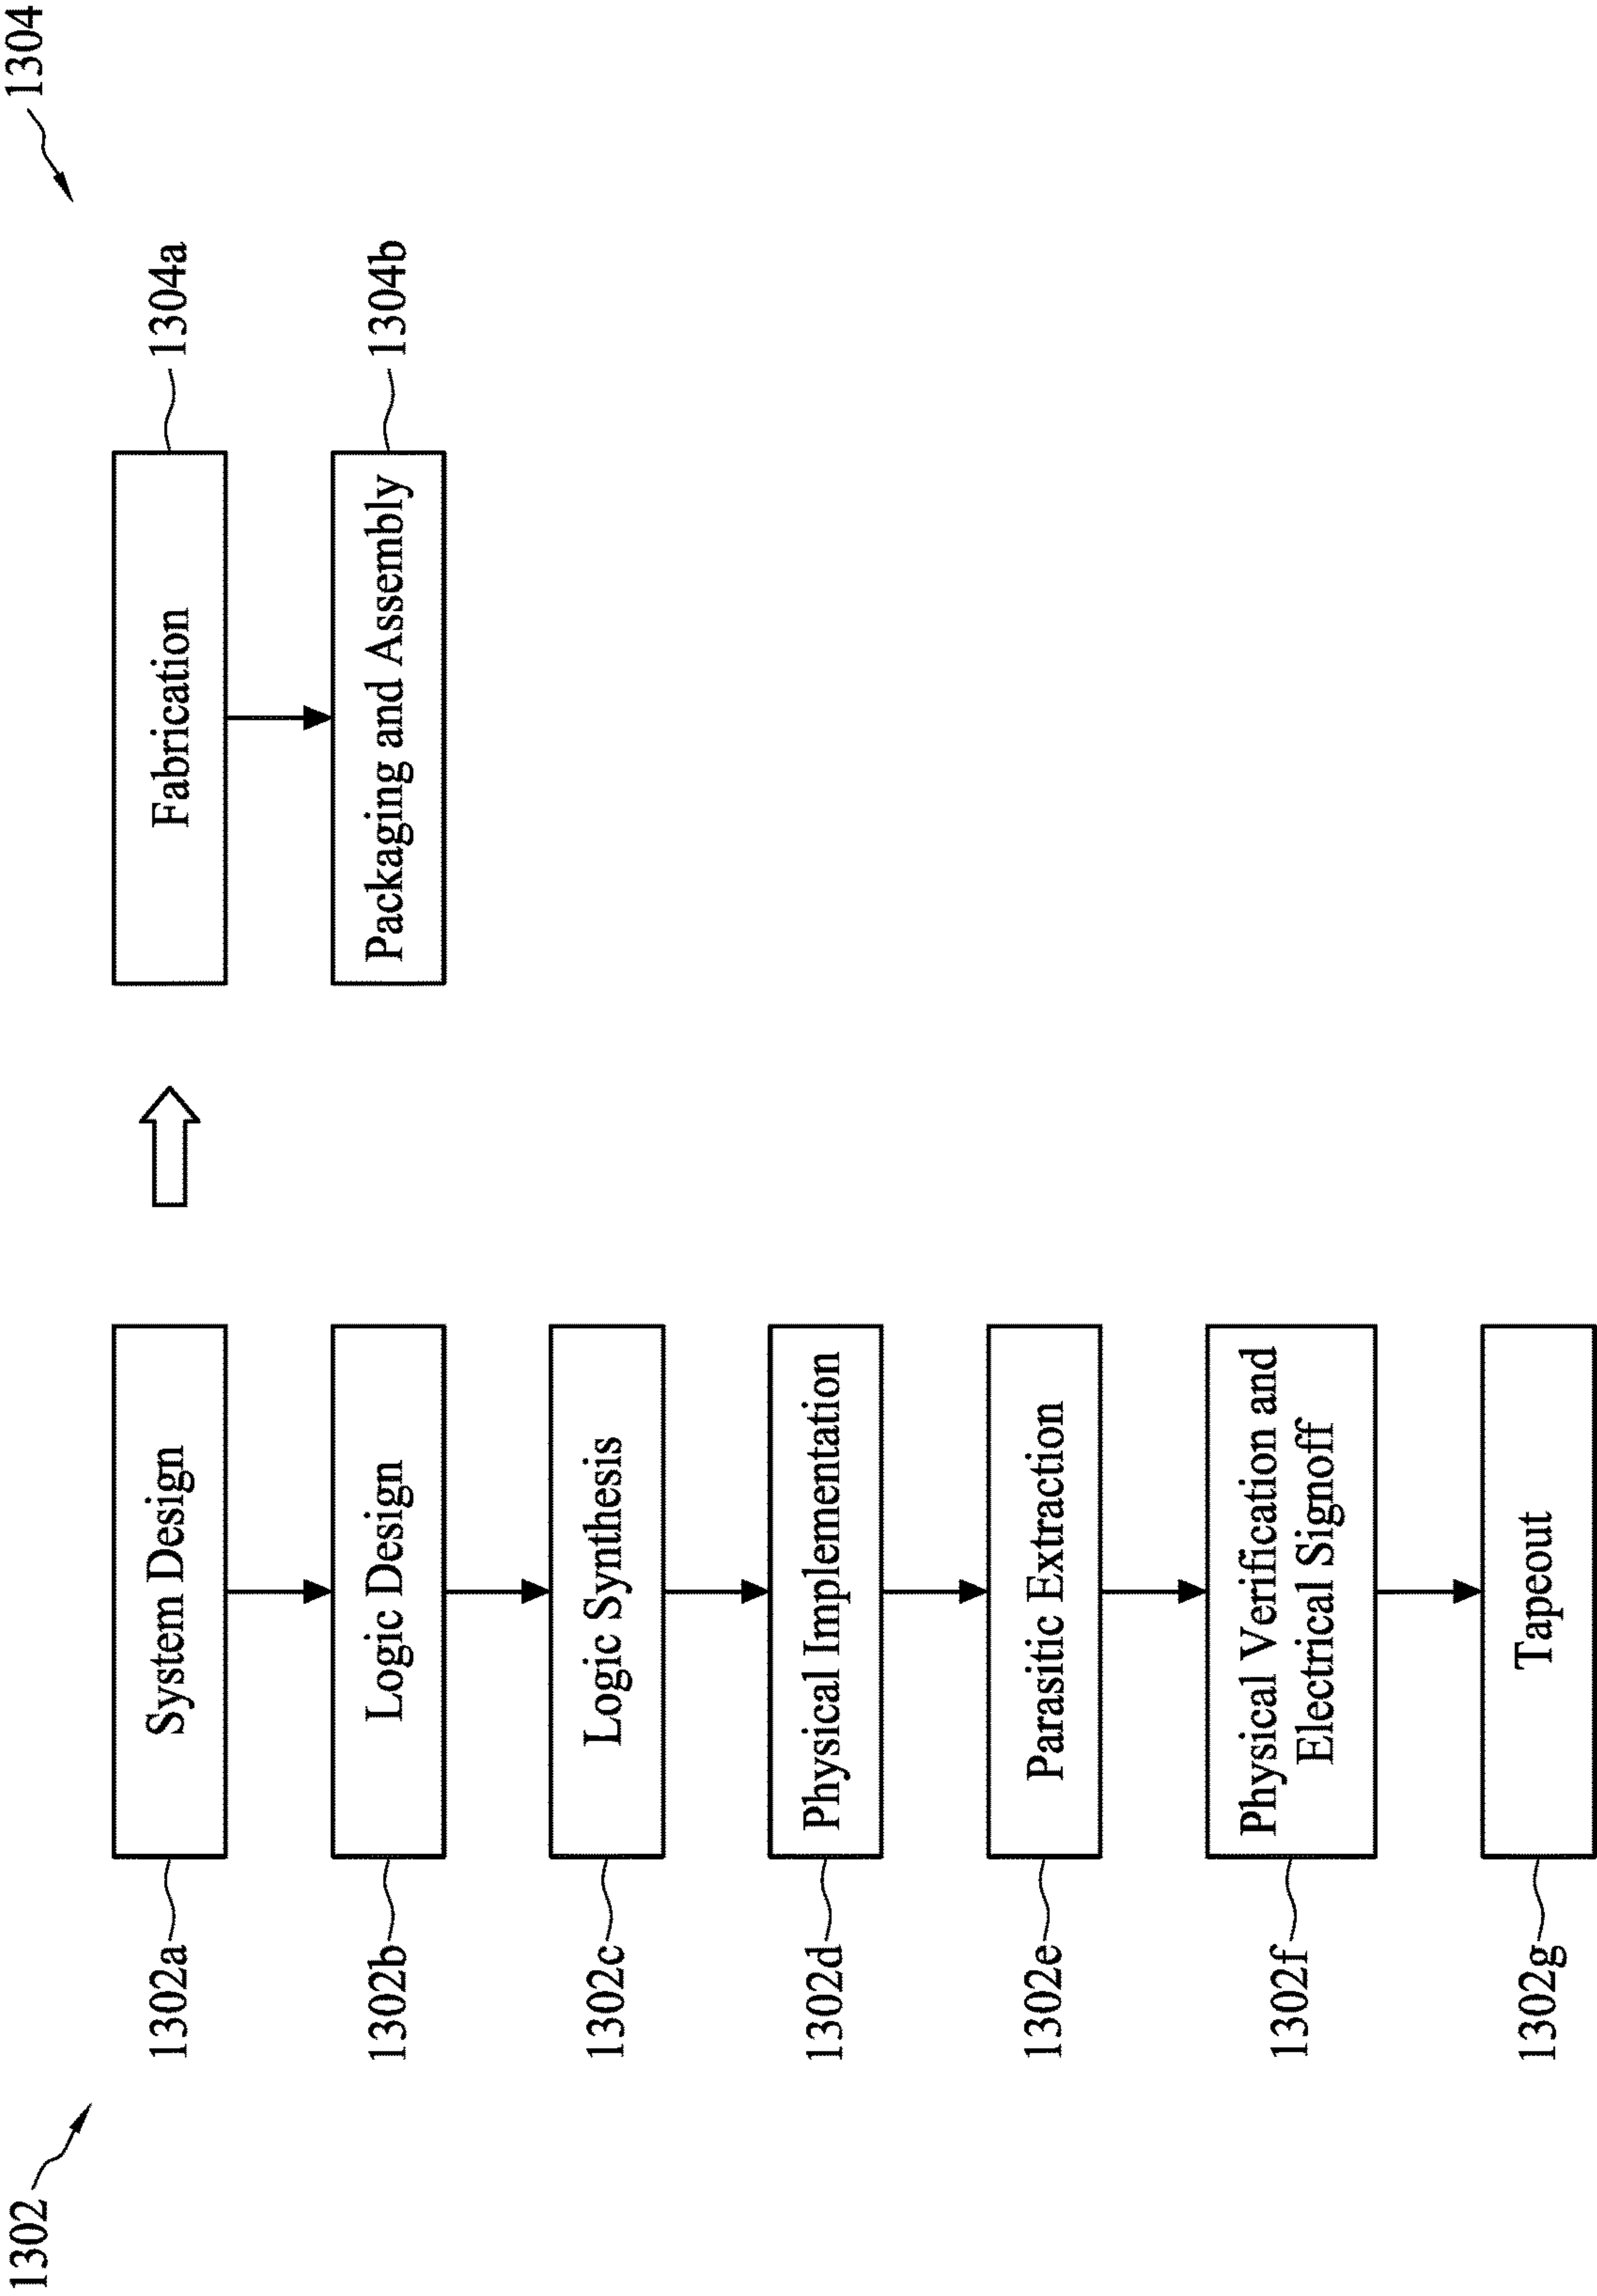 1302
1304
1302a
System Design
1302b
Logic Design
1302c
Logic Synthesis
1302d
Physical Implementation
1302e
Parasitic Extraction
1302f
Physical Verification and
Electrical Signoff
1302g
Tapeout
Fabrication
1304a
Packaging and Assembly
1304b